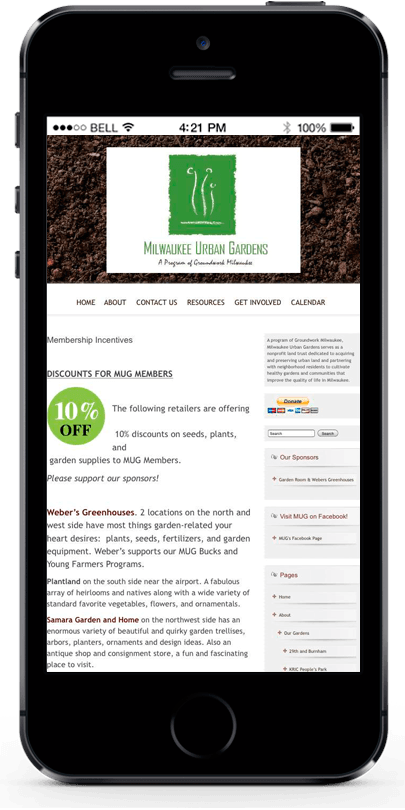 BELL 4:21 PM 100%
MILWAUKEE URBAN GARDENS
A Program of Groundwork Milwaukee
HOME ABOUT CONTACT US RESOURCES GET INVOLVED CALENDAR
Membership Incentives
DISCOUNTS FOR MUG MEMBERS
10%
OFF
The following retailers are offering
10% discounts on seeds, plants,
and
garden supplies to MUG Members.
Please support our sponsors!
Weber's Greenhouses. 2 locations on the north and
west side have most things garden-related your
heart desires: plants, seeds, fertilizers, and garden
equipment. Weber's supports our MUG Bucks and
Young Farmers Programs.
Plantland on the south side near the airport. A fabulous
array of heirlooms and natives along with a wide variety of
standard favorite vegetables, flowers, and ornamentals.
Samara Garden and Home on the northwest side has an
enormous variety of beautiful and quirky garden trellises,
arbors, planters, ornaments and design ideas. Also an
antique shop and consignment store, a fun and fascinating
place to visit.
A program of Groundwork Milwaukee,
Milwaukee Urban Gardens serves as a
nonprofit land trust dedicated to acquiring
and preserving urban land and partnering
with neighborhood residents to cultivate
healthy gardens and communities that
improve the quality of life in Milwaukee.
Donate
Search Search
Our Sponsors
Garden Room & Webers Greenhouses
Visit MUG on Facebook!
MUG's Facebook Page
Pages
Home
About
Our Gardens
29th and Burnham
KRIC People's Park